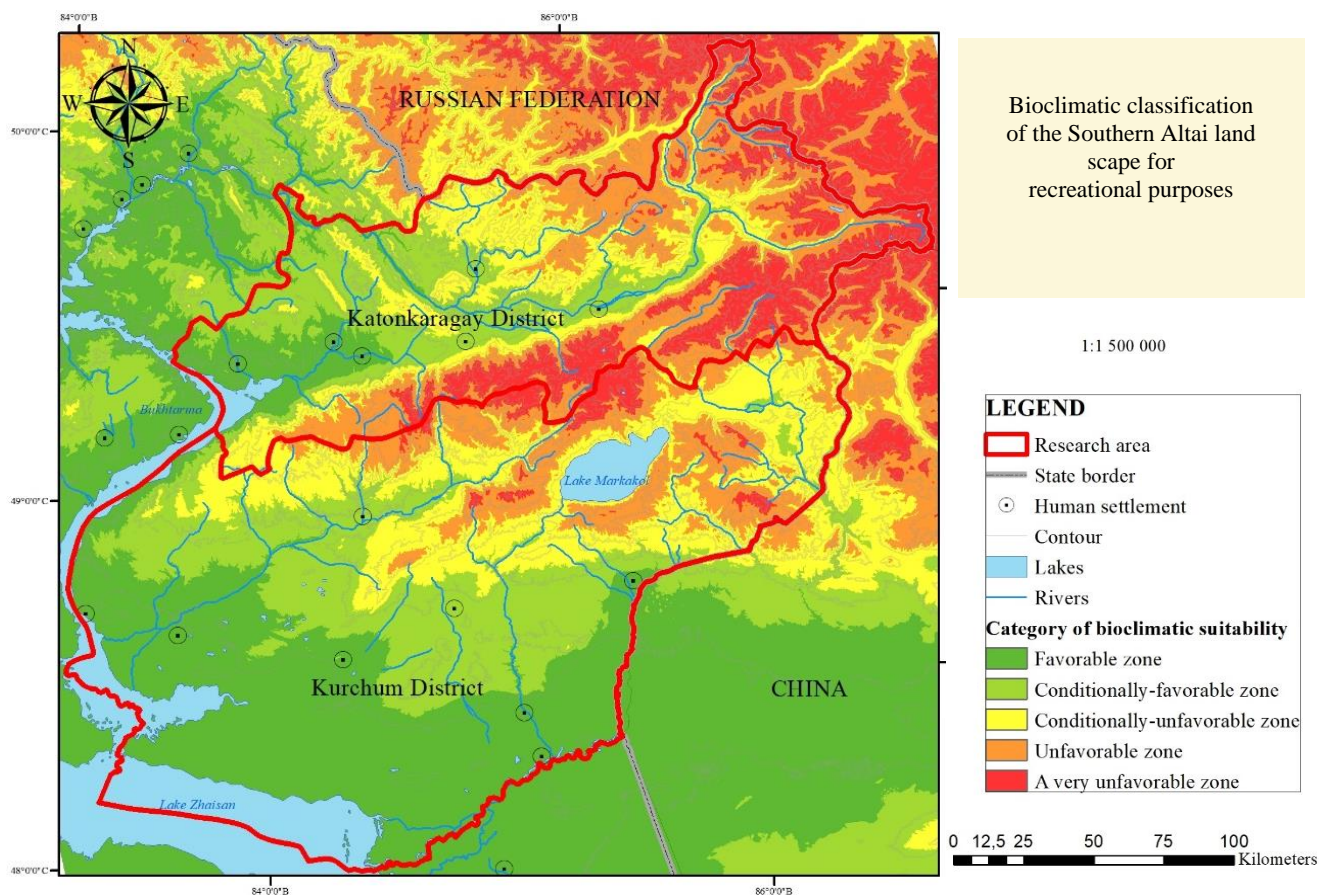 84°0'0"B
86°0'0"B
N
W
E
S
50°0'0"C
49°0'0"C
48°0'0"C
RUSSIAN FEDERATION
Katonkaragay District
Bukhtarma
Lake Markakol
Kurchum District
CHINA
Lake Zhaisan
84°0'0"B
86°0'0"B
Bioclimatic classification
of the Southern Altai land
scape for
recreational purposes
1:1 500 000
LEGEND
Research area
State border
Human settlement
Contour
Lakes
Rivers
Category of bioclimatic suitability
Favorable zone
Conditionally-favorable zone
Conditionally-unfavorable zone
Unfavorable zone
A very unfavorable zone
0 12,5 25 50 75 100
Kilometers